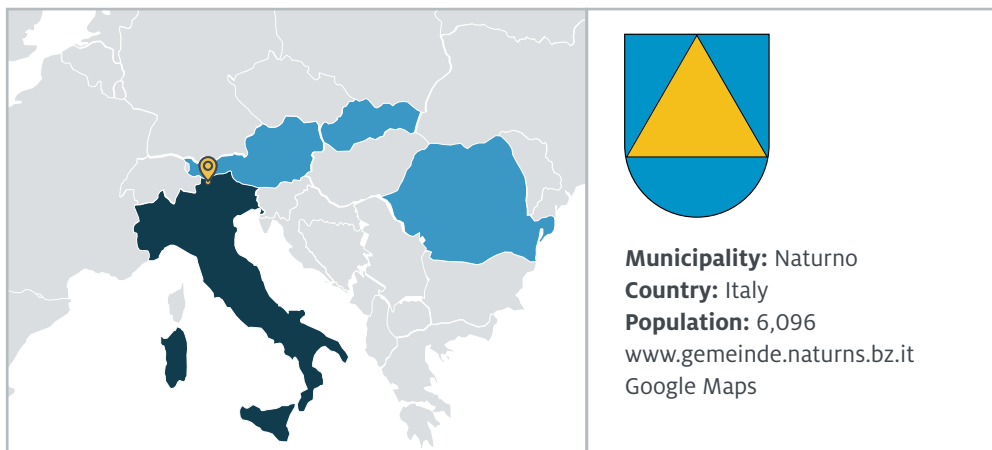 Municipality: Naturno
Country: Italy
Population: 6,096
www.gemeinde.naturns.bz.it
Google Maps